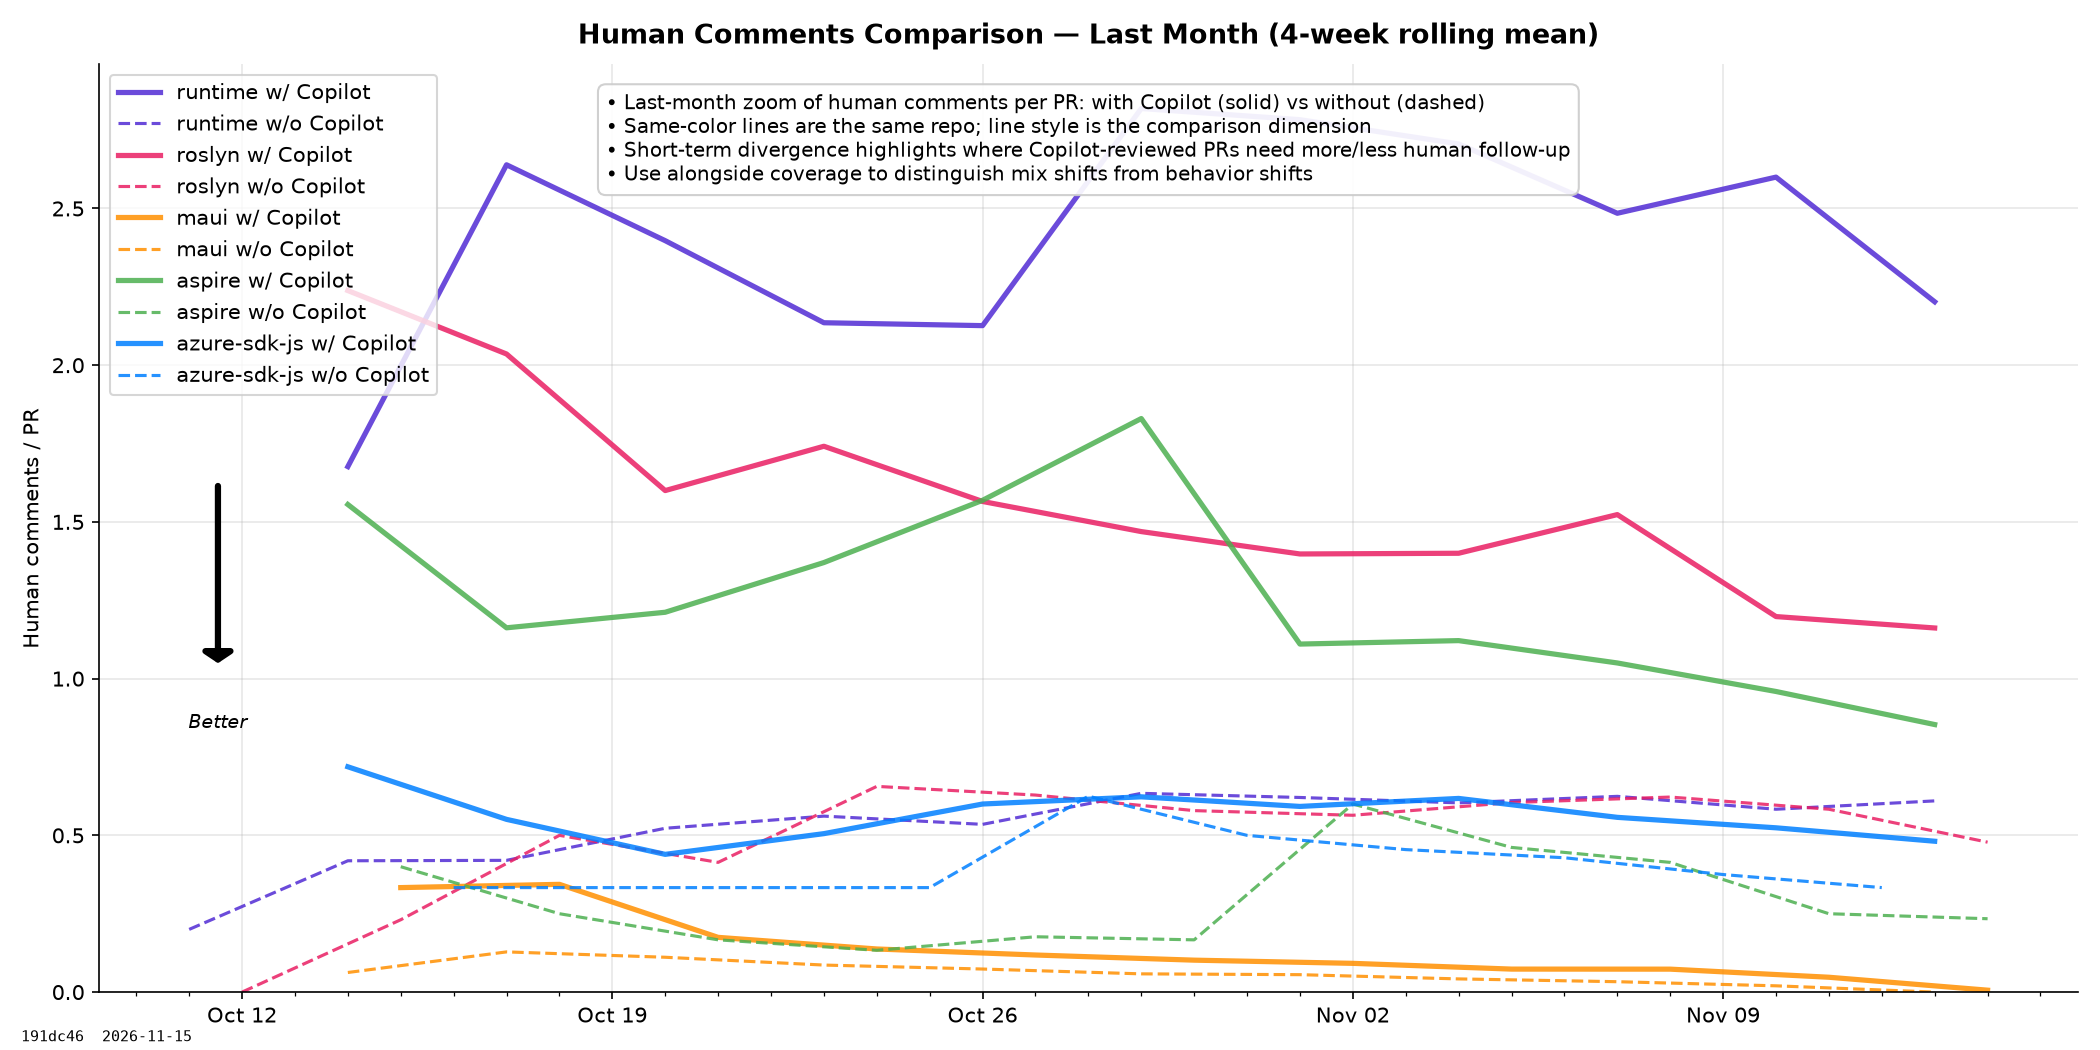 Human Comments Comparison — Last Month (4-week rolling mean)
runtime w/ Copilot
runtime w/o Copilot
roslyn w/ Copilot
roslyn w/o Copilot
maui w/ Copilot
maui w/o Copilot
aspire w/ Copilot
aspire w/o Copilot
azure-sdk-js w/ Copilot
azure-sdk-js w/o Copilot
• Last-month zoom of human comments per PR: with Copilot (solid) vs without (dashed)
• Same-color lines are the same repo; line style is the comparison dimension
• Short-term divergence highlights where Copilot-reviewed PRs need more/less human follow-up
• Use alongside coverage to distinguish mix shifts from behavior shifts
Human comments / PR
2.5
2.0
1.5
1.0
0.5
0.0
Better
Oct 12
Oct 19
Oct 26
Nov 02
Nov 09
191dc46  2026-11-15